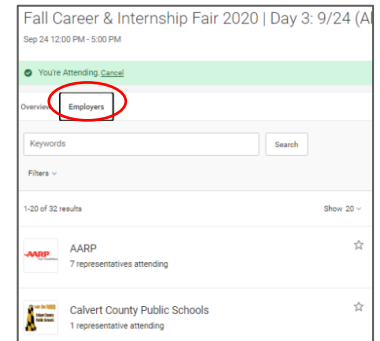 Fall Career & Internship Fair 2020 | Day 3: 9/24 (Al
Sep 24 12:00 PM - 5:00 PM
You're Attending. Cancel
Overview Employers
Keywords Search
Filters
1-20 of 32 results Show 20
AARP
AARP
7 representatives attending
Calvert County Public Schools
1 representative attending